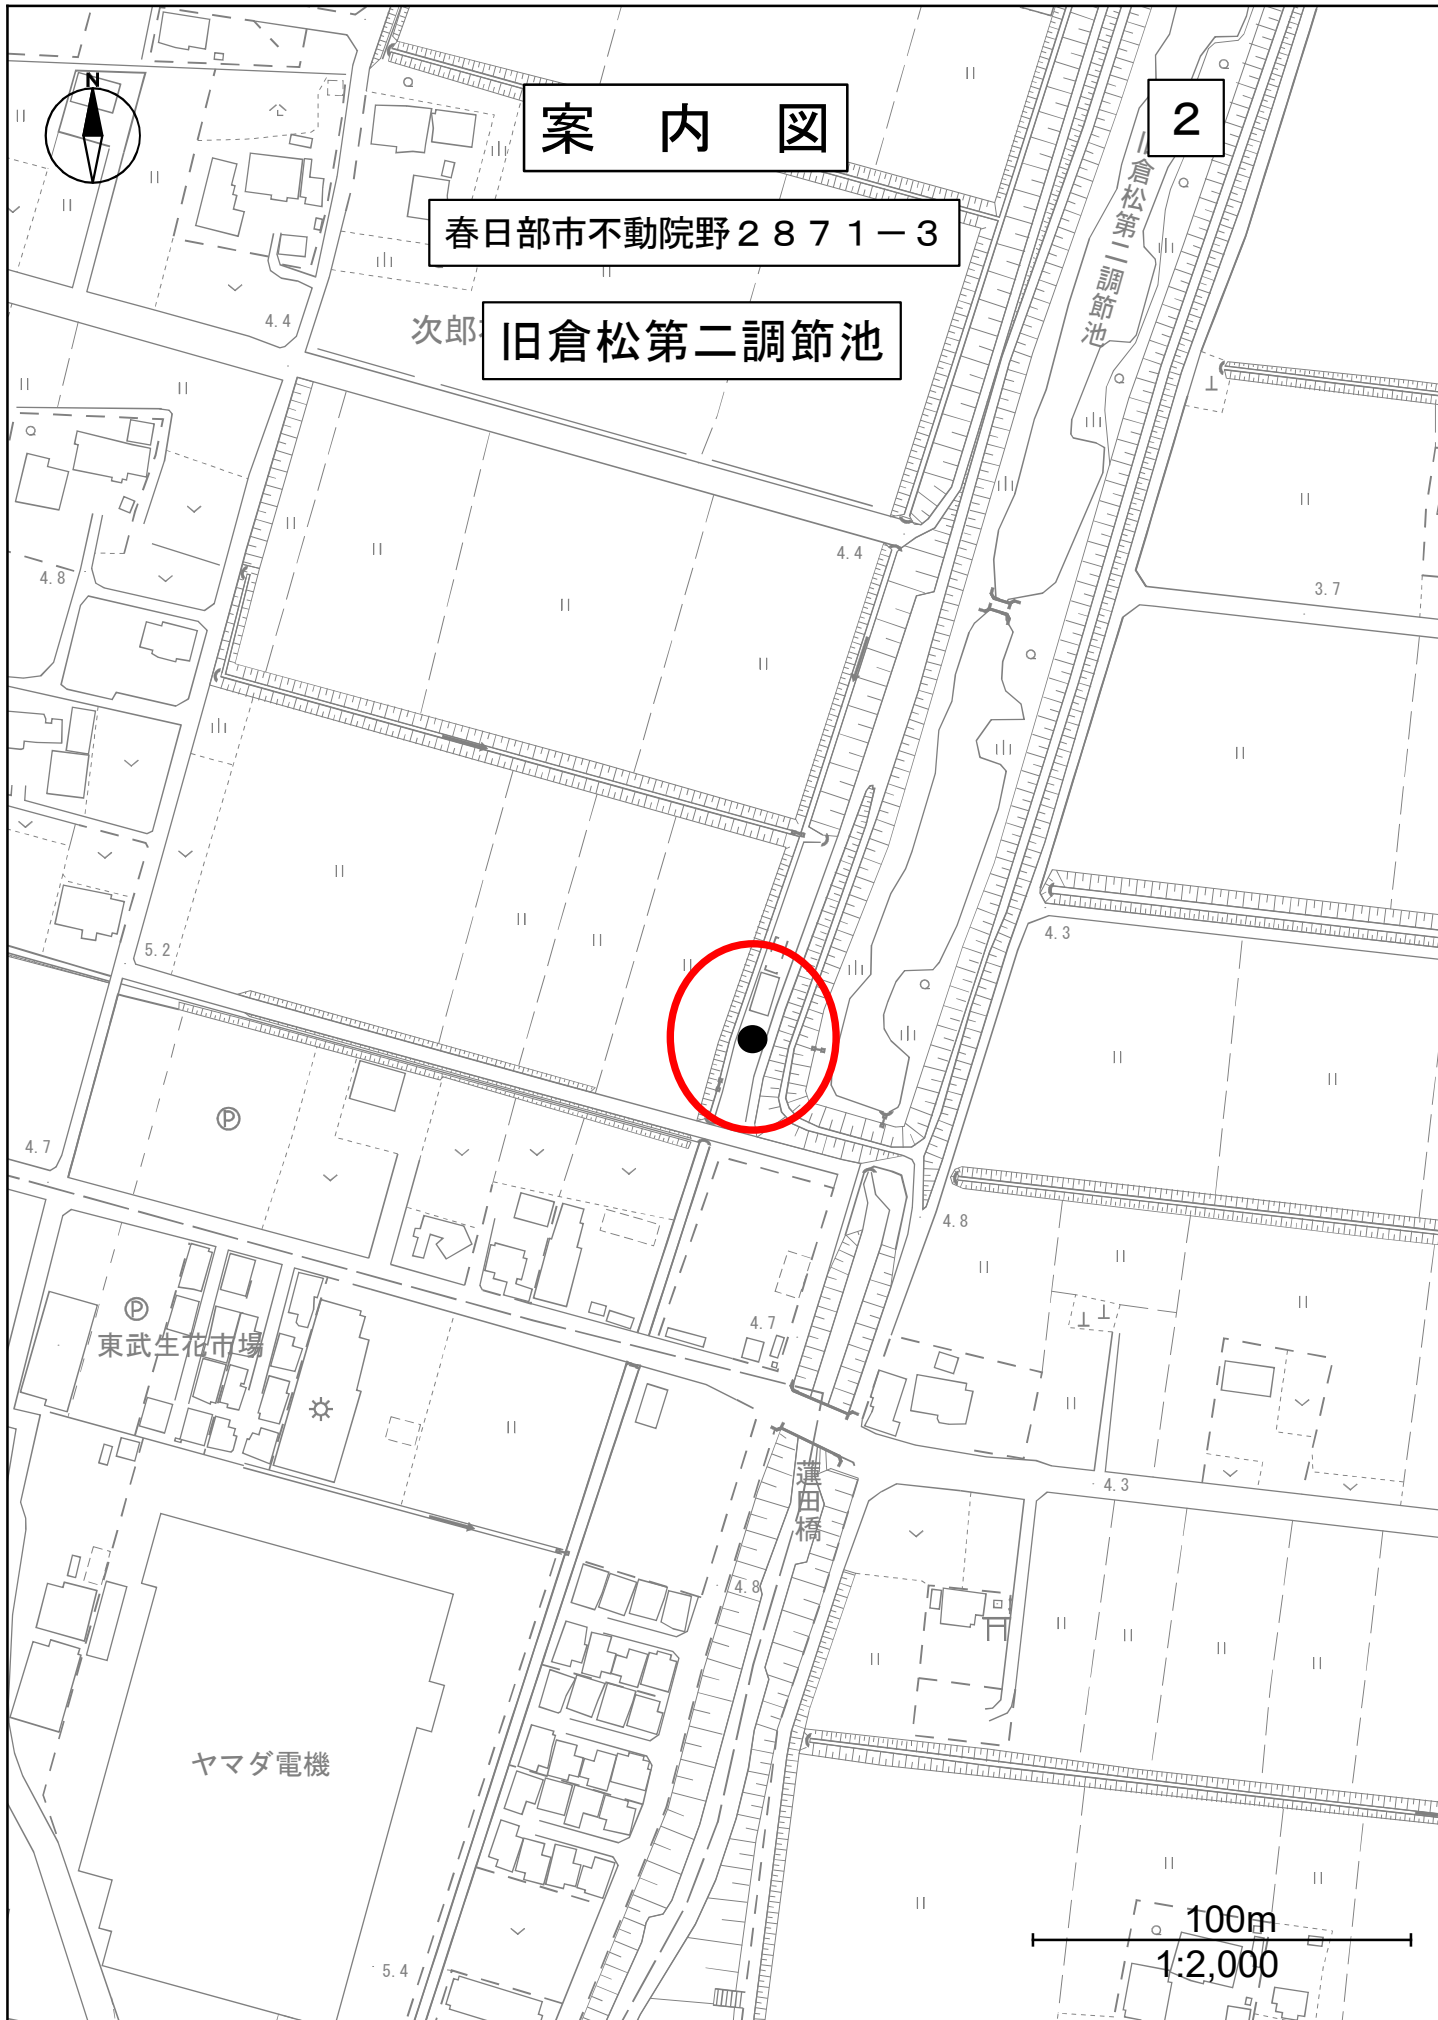 N
案 内 図
2
春日部市不動院野２８７１－３
旧倉松第二調節池
旧倉松第二調節池
次郎
4.4
4.4
4.8
3.7
5.2
4.3
4.7
P
4.8
4.7
P
東武生花市場
蓮田橋
4.3
4.8
ヤマダ電機
5.4
100m
1:2,000